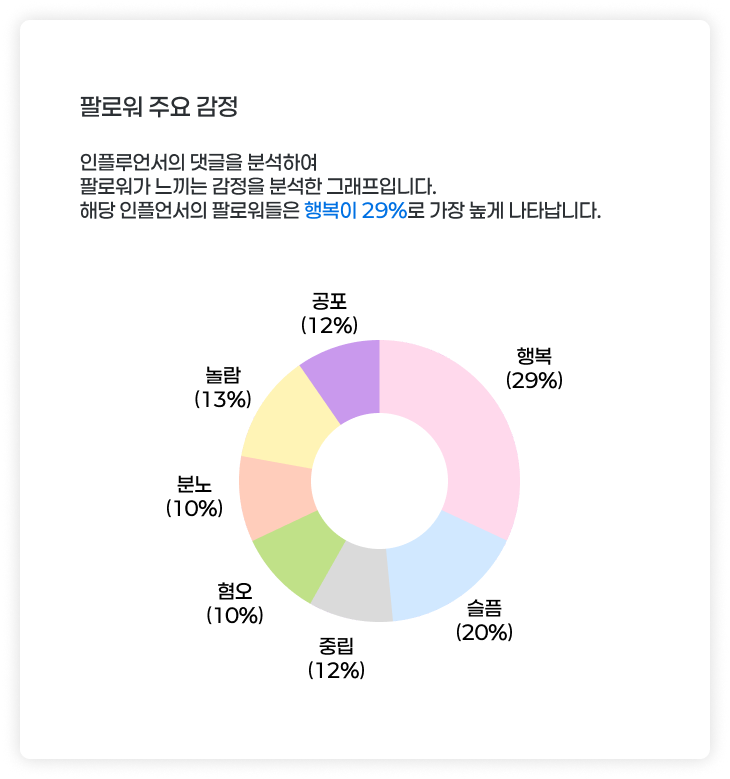 팔로워 주요 감정
인플루언서의 댓글을 분석하여
팔로워가 느끼는 감정을 분석한 그래프입니다.
해당 인플언서의 팔로워들은 행복이 29%로 가장 높게 나타납니다.
공포
(12%)
행복
(29%)
놀람
(13%)
분노
(10%)
혐오
(10%)
슬픔
(20%)
중립
(12%)